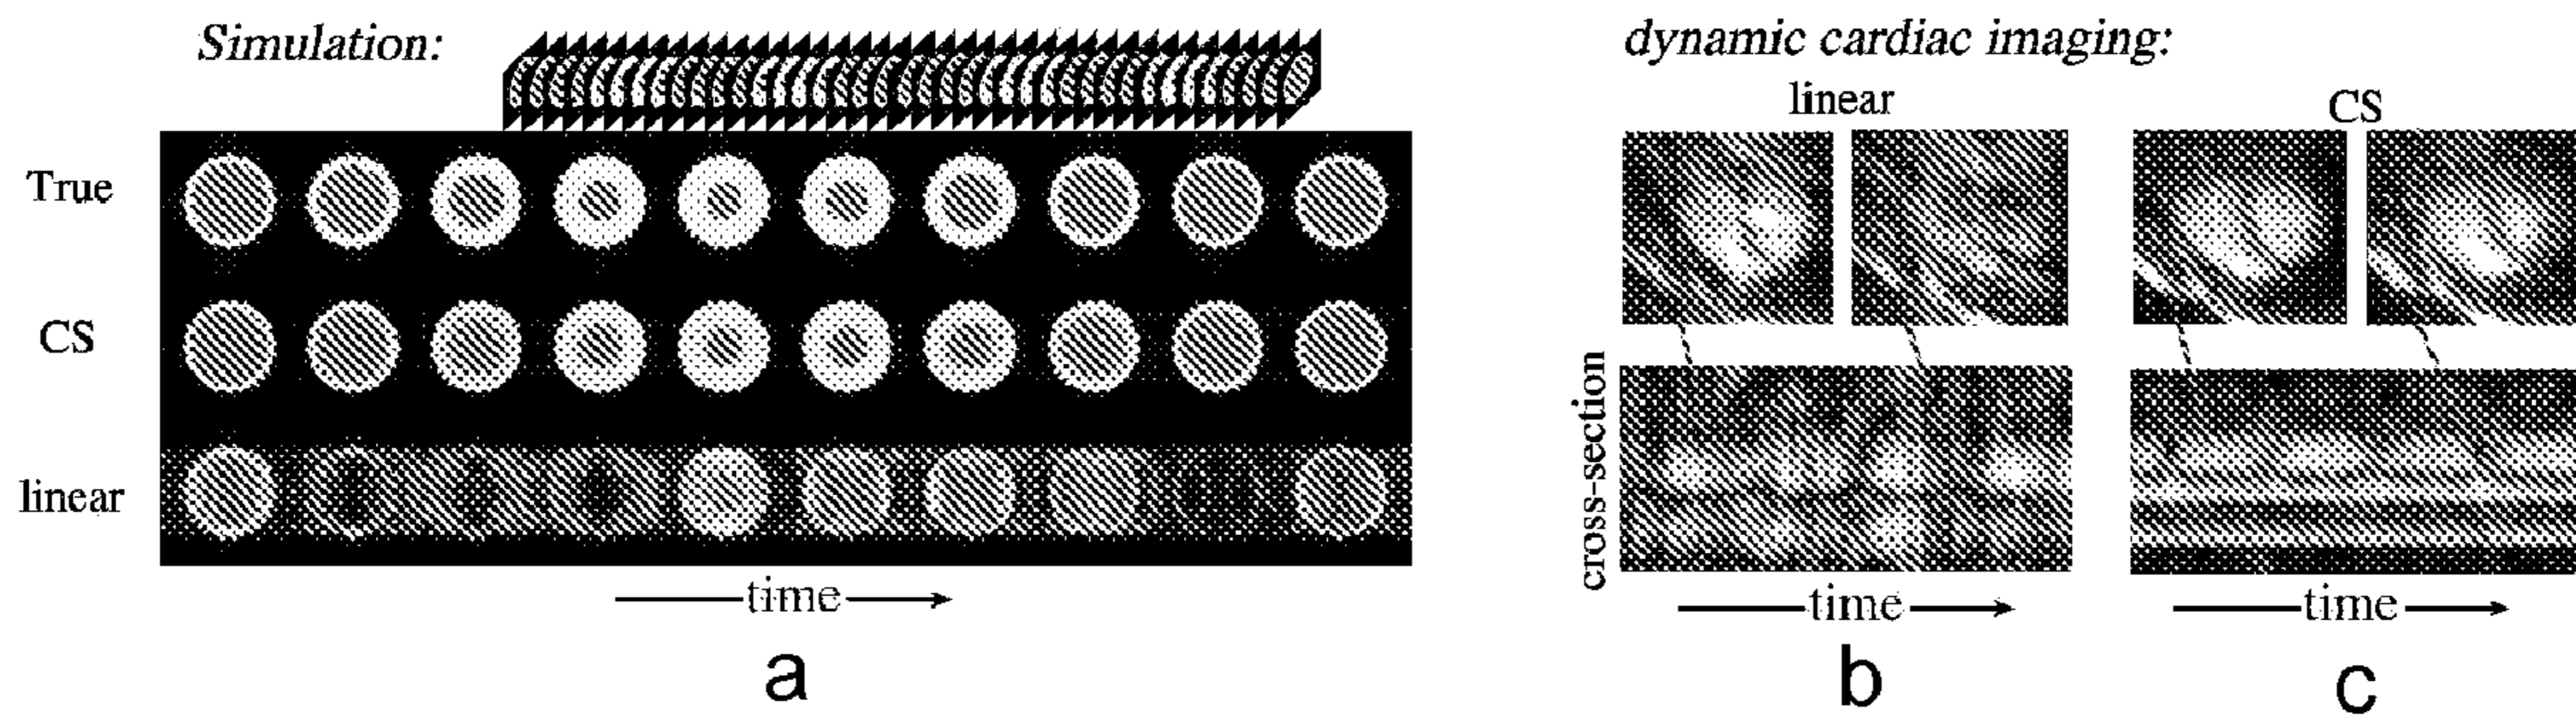 Simulation:
True
CS
linear
time
a
dynamic cardiac imaging:
linear
CS
cross-section
time
time
b
c